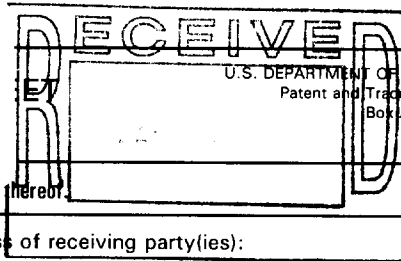 RECEIVED
U.S. DEPARTMENT OF
ET
Patent and Trad
Box
thereof.
of receiving party(ies):